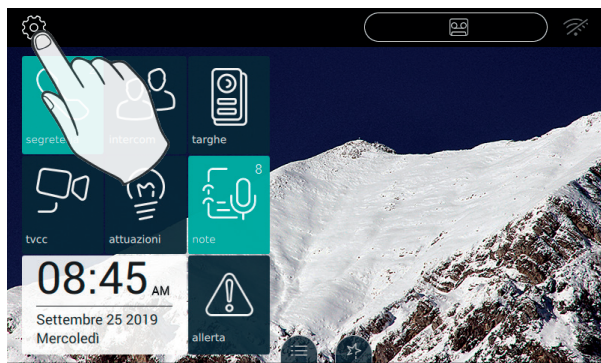 segrete
intercom
targhe
tvcc
attuazioni
8
note
08:45 AM
Settembre 25 2019
Mercoledì
allerta